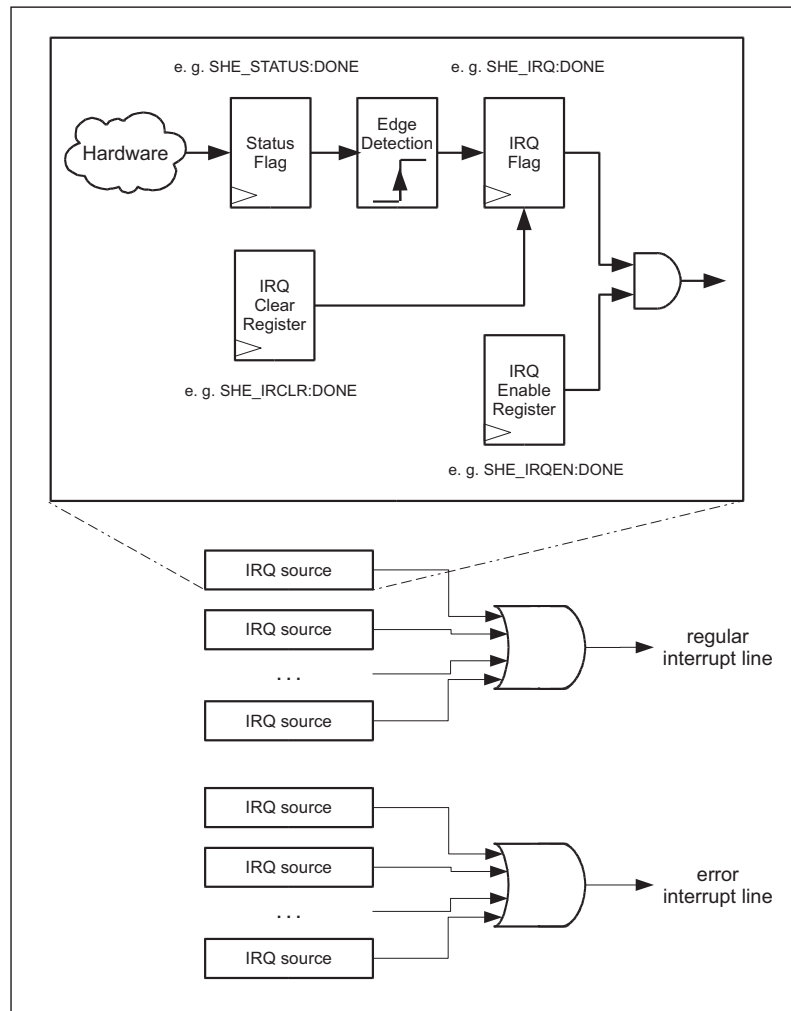 e. g. SHE_STATUS:DONE
e. g. SHE_IRQ:DONE
Hardware
Status
Flag
Edge
Detection
IRQ
Flag
IRQ
Clear
Register
e. g. SHE_IRCLR:DONE
IRQ
Enable
Register
e. g. SHE_IRQEN:DONE
IRQ source
IRQ source
. . .
IRQ source
regular
interrupt line
IRQ source
IRQ source
. . .
IRQ source
error
interrupt line